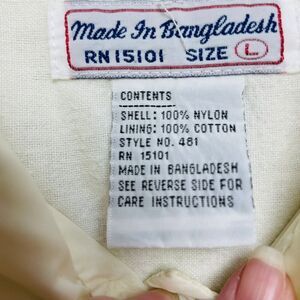 Made In Bangladesh
RN 15101 SIZE L
CONTENTS
SHELL: 100% NYLON
LINING: 100% COTTON
STYLE NO. 481
RN 15101
MADE IN BANGLADESH
SEE REVERSE SIDE FOR
CARE INSTRUCTIONS